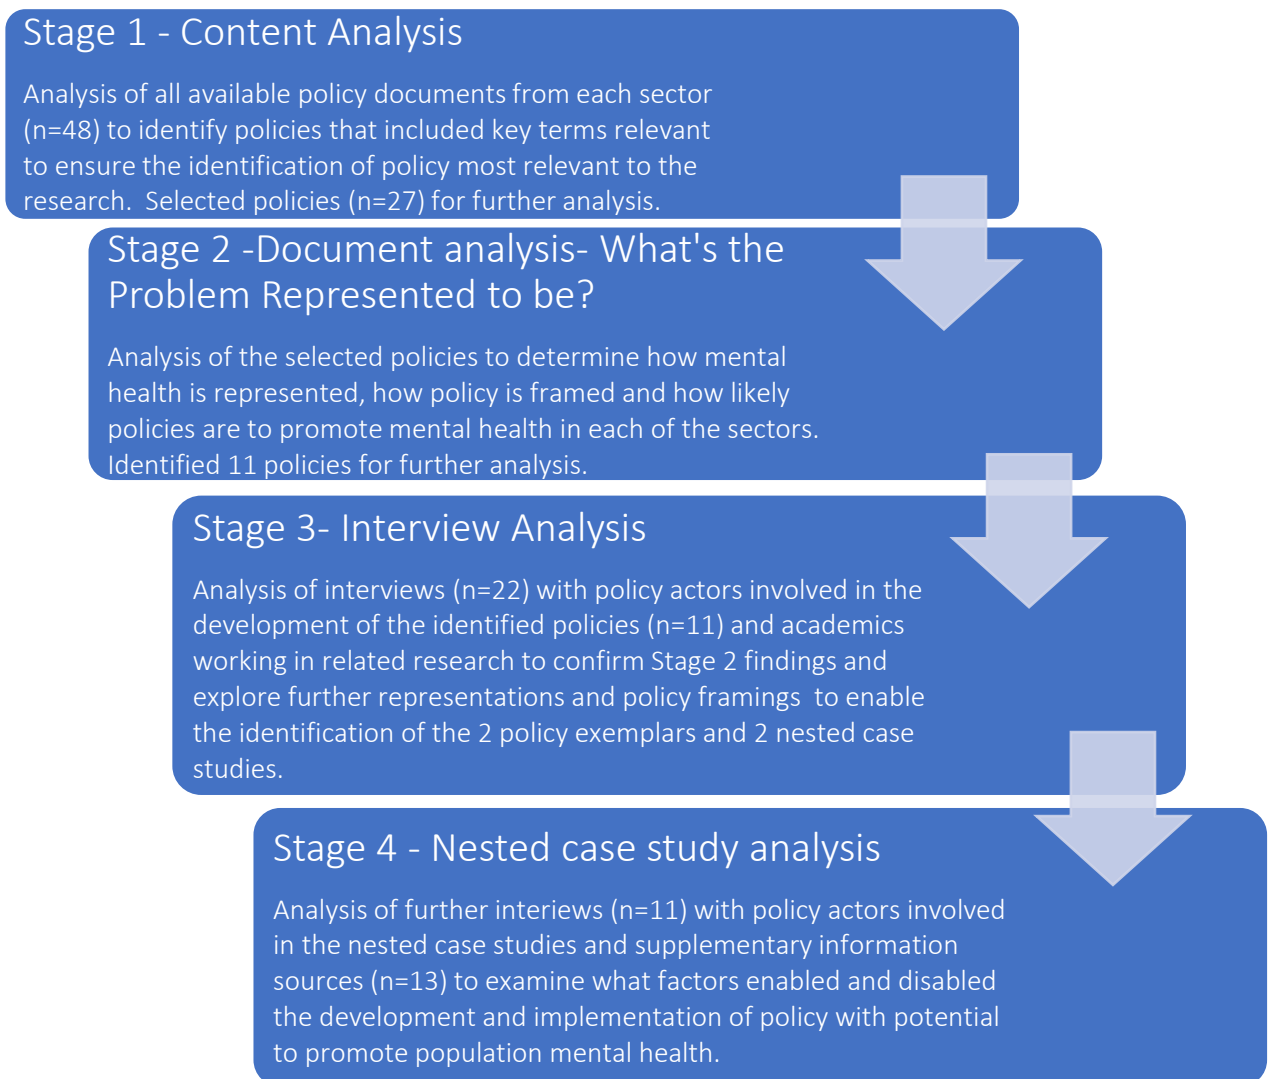 Stage 1 - Content Analysis
Analysis of all available policy documents from each sector
(n=48) to identify policies that included key terms relevant
to ensure the identification of policy most relevant to the
research.  Selected policies (n=27) for further analysis.
Stage 2 -Document analysis- What's the
Problem Represented to be?
Analysis of the selected policies to determine how mental
health is represented, how policy is framed and how likely
policies are to promote mental health in each of the sectors.
Identified 11 policies for further analysis.
Stage 3- Interview Analysis
Analysis of interviews (n=22) with policy actors involved in the
development of the identified policies (n=11) and academics
working in related research to confirm Stage 2 findings and
explore further representations and policy framings  to enable
the identification of the 2 policy exemplars and 2 nested case
studies.
Stage 4 - Nested case study analysis
Analysis of further interiews (n=11) with policy actors involved
in the nested case studies and supplementary information
sources (n=13) to examine what factors enabled and disabled
the development and implementation of policy with potential
to promote population mental health.